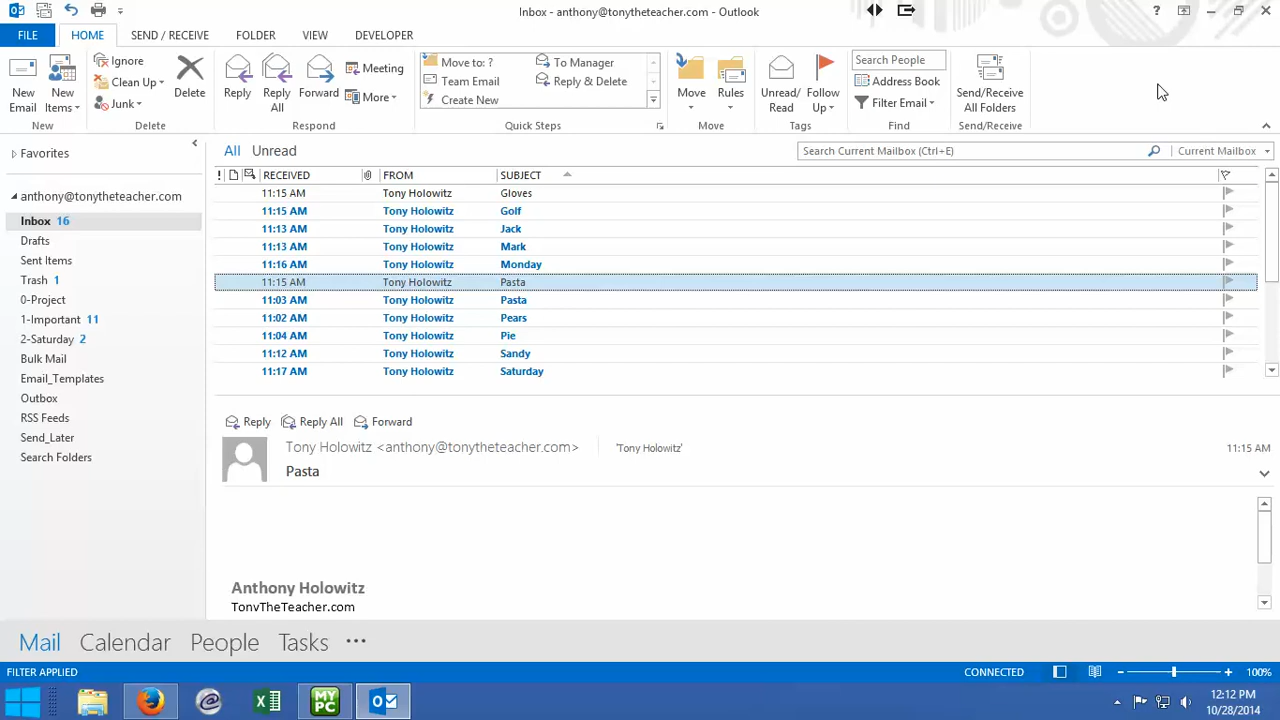 Inbox - anthony@tonytheteacher.com - Outlook
FILE HOME SEND / RECEIVE FOLDER VIEW DEVELOPER
New Email
New Items
New
Ignore
Clean Up
Junk
Delete
Delete
Reply
Reply All
Forward
Meeting
More
Respond
Move to: ?
Team Email
Create New
To Manager
Reply & Delete
Quick Steps
Move
Rules
Move
Unread/ Read
Follow Up
Tags
Search People
Address Book
Filter Email
Find
Send/Receive All Folders
Send/Receive
Favorites
anthony@tonytheteacher.com
Inbox 16
Drafts
Sent Items
Trash 1
0-Project
1-Important 11
2-Saturday 2
Bulk Mail
Email_Templates
Outbox
RSS Feeds
Send_Later
Search Folders
All Unread
Search Current Mailbox (Ctrl+E)
Current Mailbox
RECEIVED FROM SUBJECT
11:15 AM Tony Holowitz Gloves
11:15 AM Tony Holowitz Golf
11:13 AM Tony Holowitz Jack
11:13 AM Tony Holowitz Mark
11:16 AM Tony Holowitz Monday
11:15 AM Tony Holowitz Pasta
11:03 AM Tony Holowitz Pasta
11:02 AM Tony Holowitz Pears
11:04 AM Tony Holowitz Pie
11:12 AM Tony Holowitz Sandy
11:17 AM Tony Holowitz Saturday
Reply Reply All Forward
Tony Holowitz <anthony@tonytheteacher.com> 'Tony Holowitz' 11:15 AM
Pasta
Anthony Holowitz
TonyTheTeacher.com
Mail Calendar People Tasks
FILTER APPLIED
CONNECTED
100%
MY PC
12:12 PM
10/28/2014